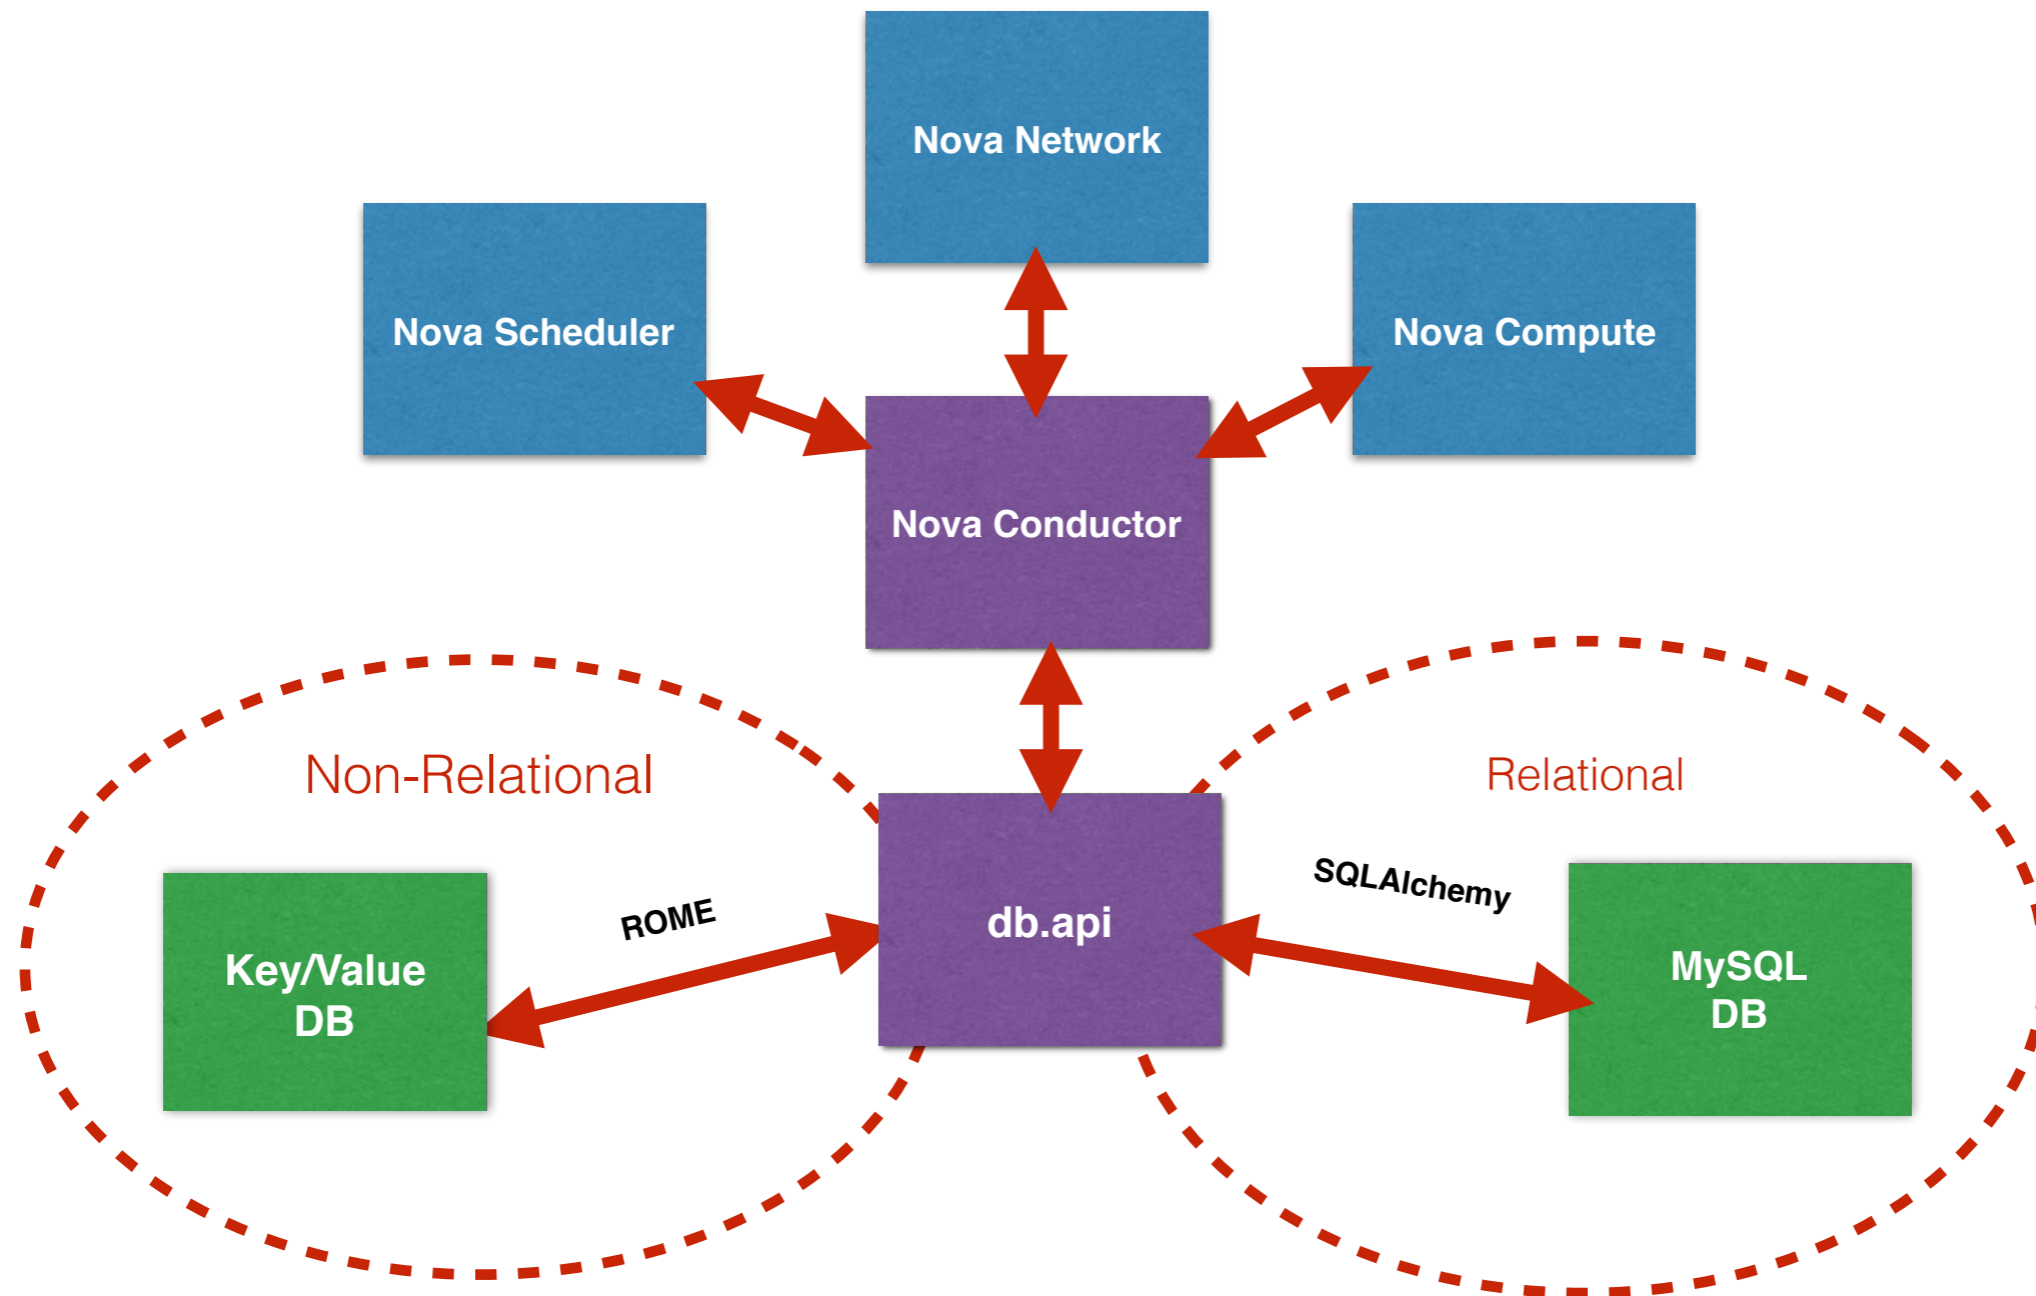 Nova Network
Nova Scheduler
Nova Compute
Nova Conductor
Non-Relational
Relational
ROME
SQLAlchemy
db.api
Key/Value
DB
MySQL
DB